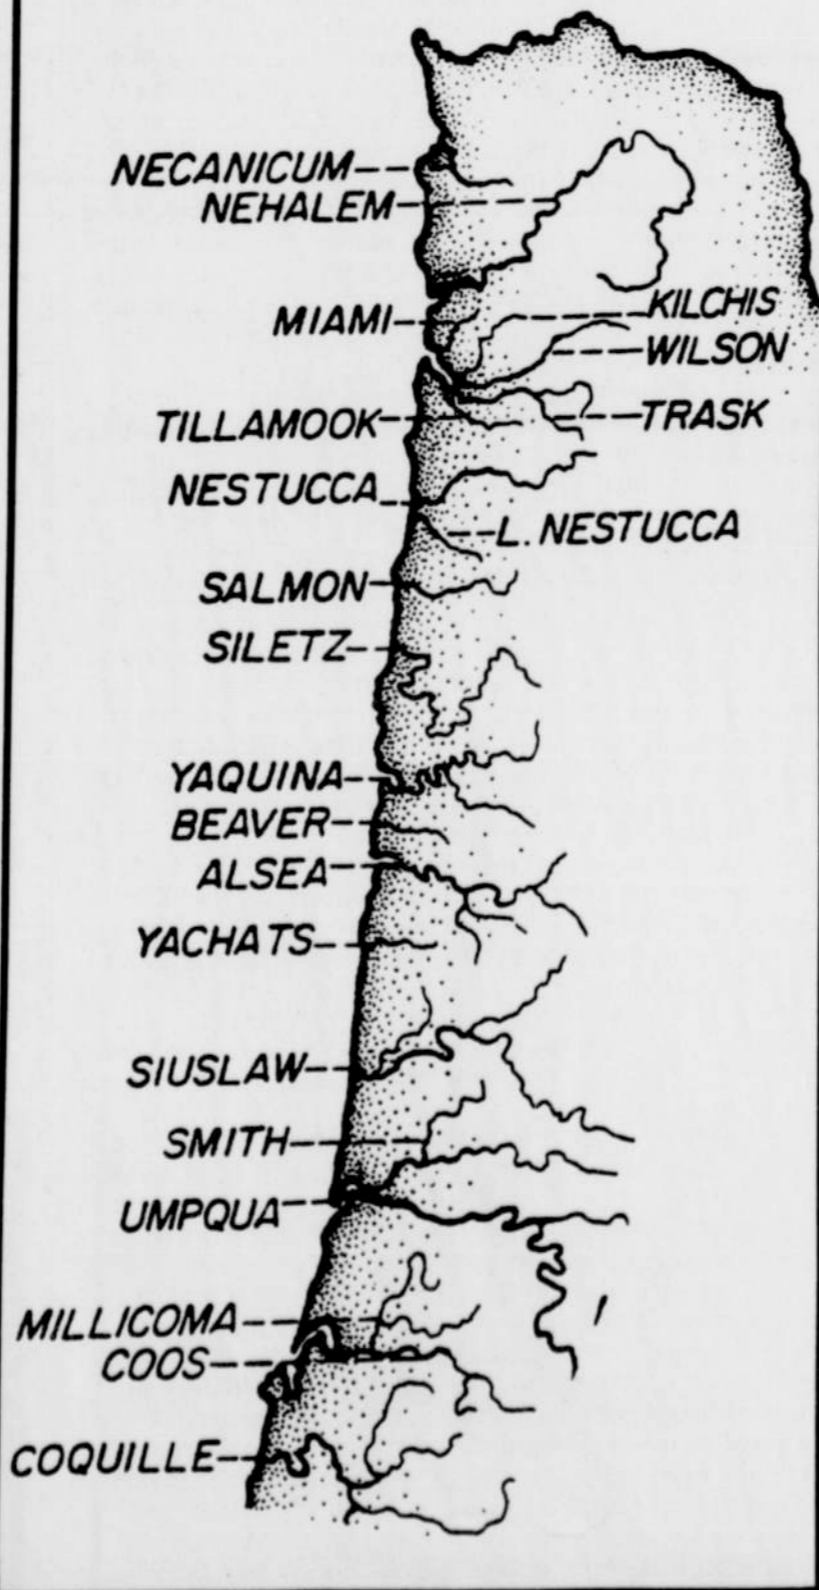 NECANICUM
NEHALEM
MIAMI
KILCHIS
WILSON
TILLAMOOK
TRASK
NESTUCCA
L. NESTUCCA
SALMON
SILETZ
YAQUINA
BEAVER
ALSEA
YACHATS
SIUSLAW
SMITH
UMPQUA
MILLICOMA
COOS
COQUILLE